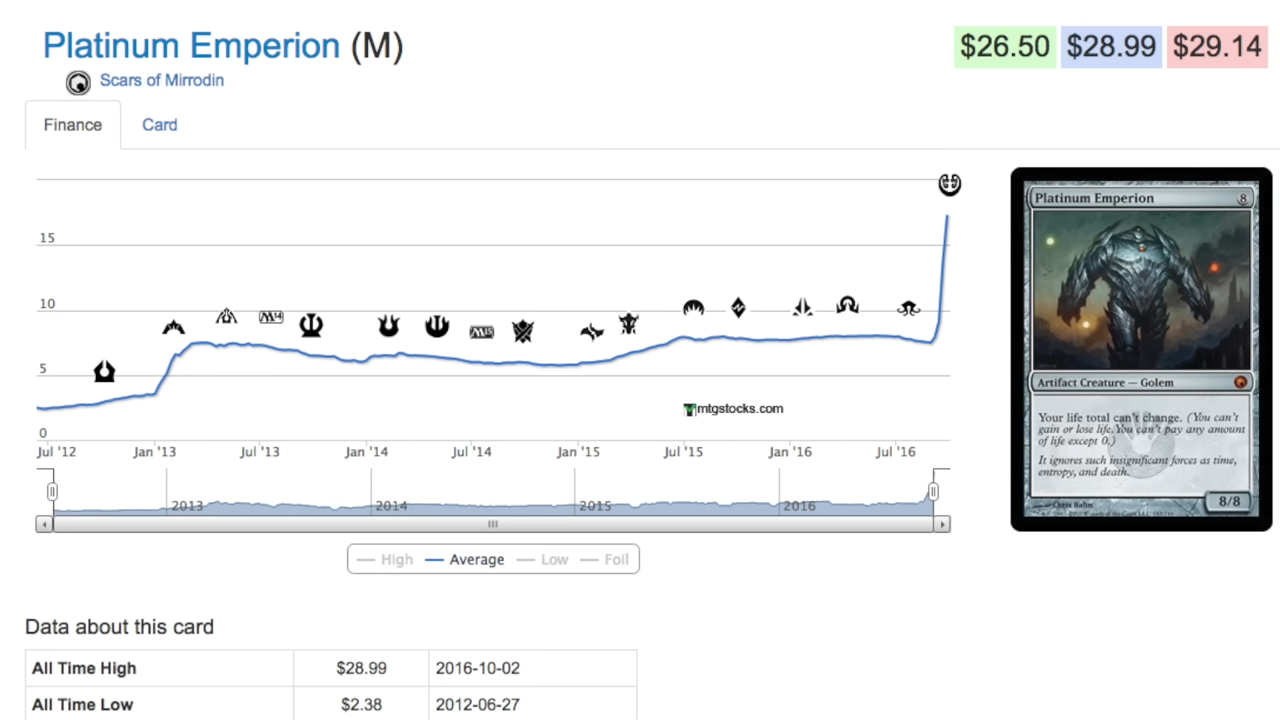 Platinum Emperion (M)
$26.50 $28.99 $29.14
Scars of Mirrodin
Finance Card
15
10
5
0
M14
M15
mtgstocks.com
Jul '12 Jan '13 Jul '13 Jan '14 Jul '14 Jan '15 Jul '15 Jan '16 Jul '16
2013 2014 2015 2016
High Average Low Foil
Platinum Emperion 8
Artifact Creature — Golem
Your life total can't change. (You can't
gain or lose life. You can't pay any amount
of life except 0.)
It ignores such insignificant forces as time,
entropy, and death.
8/8
Chris Rahn
Data about this card
All Time High $28.99 2016-10-02
All Time Low $2.38 2012-06-27